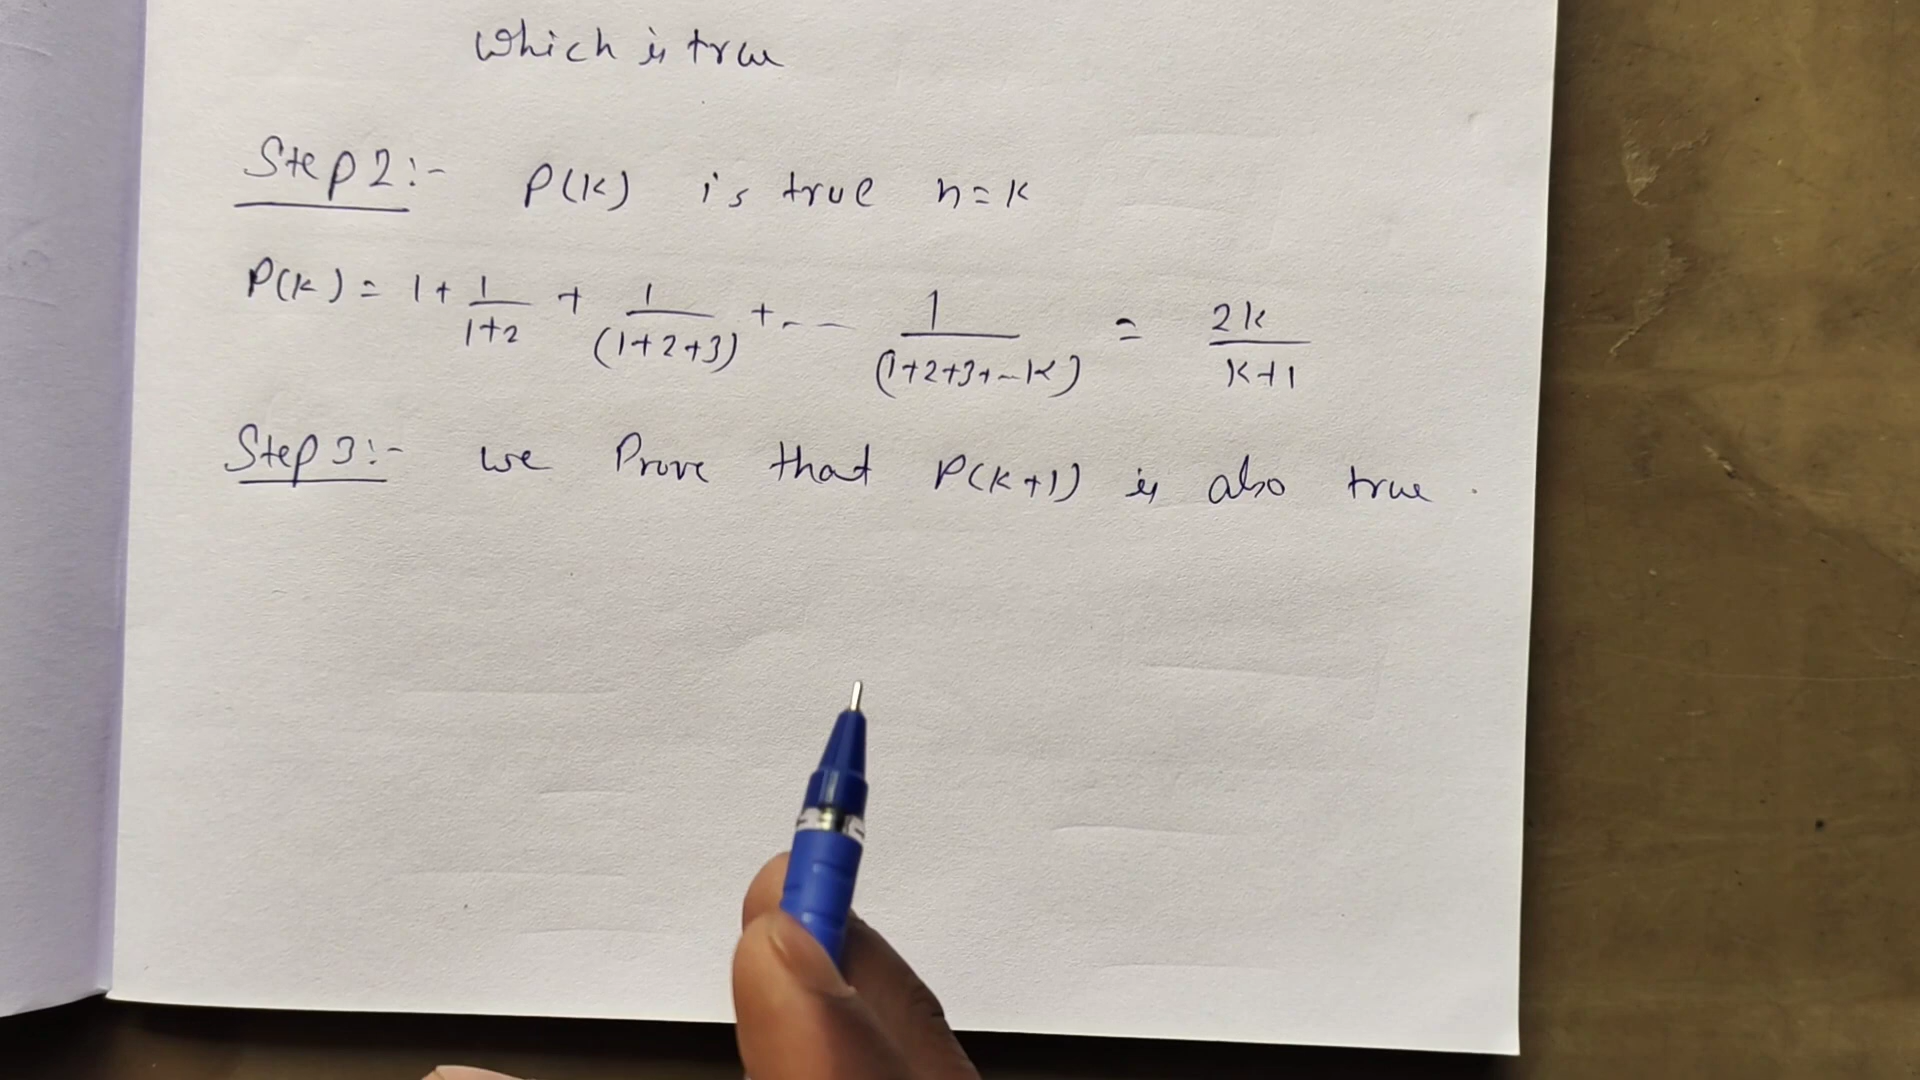 Which is true
Step 2:- P(K) is true n=k
P(k) = 1 + 1/1+2 + 1/(1+2+3) + -- 1/(1+2+3+--k) = 2k/k+1
Step 3:- we Prove that P(k+1) is also true.